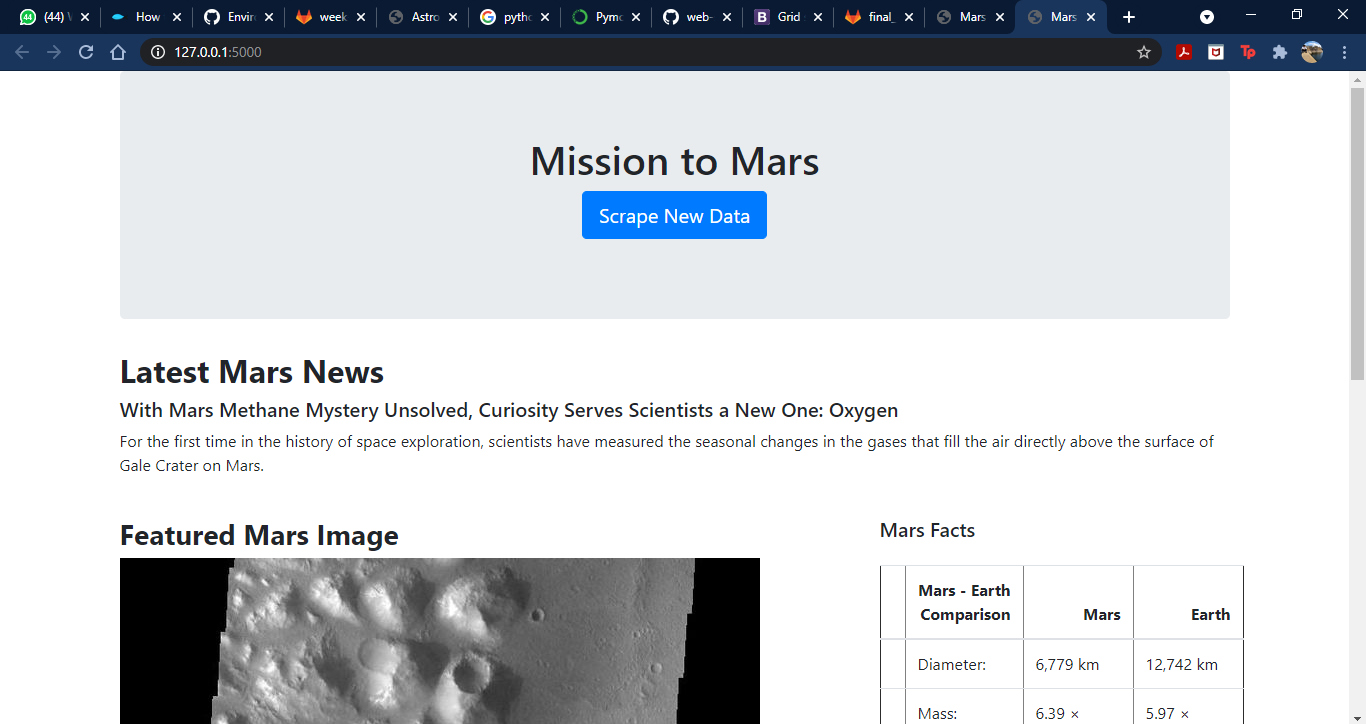 44 (44) W
How
Enviro
week
Astro
pytho
Pymo
web-
B Grid
final_
Mars
Mars
127.0.0.1:5000
Tp
Mission to Mars
Scrape New Data
Latest Mars News
With Mars Methane Mystery Unsolved, Curiosity Serves Scientists a New One: Oxygen
For the first time in the history of space exploration, scientists have measured the seasonal changes in the gases that fill the air directly above the surface of
Gale Crater on Mars.
Featured Mars Image
Mars Facts
Mars - Earth
Comparison Mars Earth
Diameter: 6,779 km 12,742 km
Mass: 6.39 × 5.97 ×